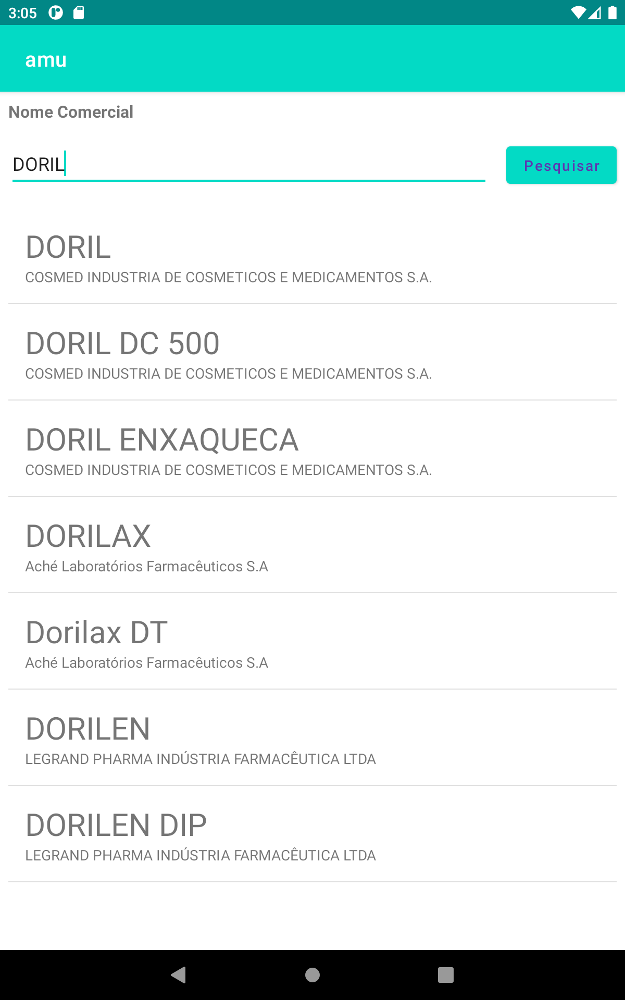 3:05
amu
Nome Comercial
DORIL
Pesquisar
DORIL
COSMED INDUSTRIA DE COSMETICOS E MEDICAMENTOS S.A.
DORIL DC 500
COSMED INDUSTRIA DE COSMETICOS E MEDICAMENTOS S.A.
DORIL ENXAQUECA
COSMED INDUSTRIA DE COSMETICOS E MEDICAMENTOS S.A.
DORILAX
Aché Laboratórios Farmacêuticos S.A
Dorilax DT
Aché Laboratórios Farmacêuticos S.A
DORILEN
LEGRAND PHARMA INDÚSTRIA FARMACÊUTICA LTDA
DORILEN DIP
LEGRAND PHARMA INDÚSTRIA FARMACÊUTICA LTDA